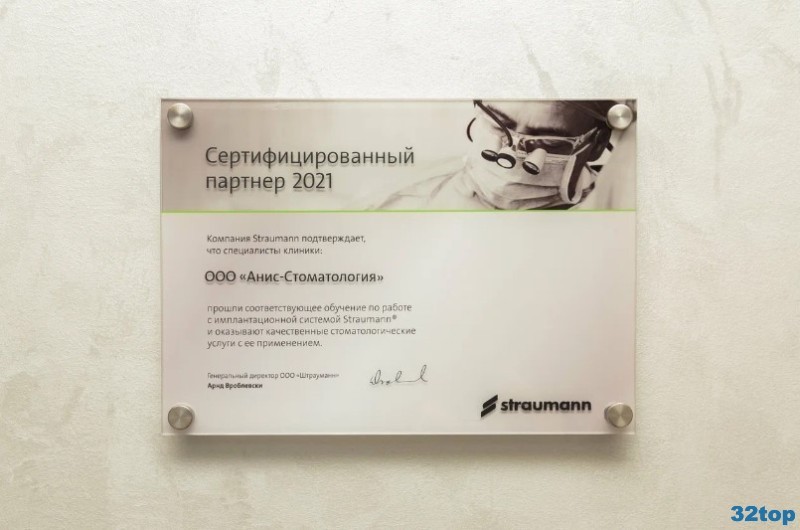 Сертифицированный
партнер 2021
Компания Straumann подтверждает,
что специалисты клиники:
ООО «Анис-Стоматология»
прошли соответствующее обучение по работе
с имплантационной системой Straumann®
и оказывают качественные стоматологические
услуги с ее применением.
Генеральный директор ООО «Штрауманн»
Арнд Вроблевски
straumann
32top